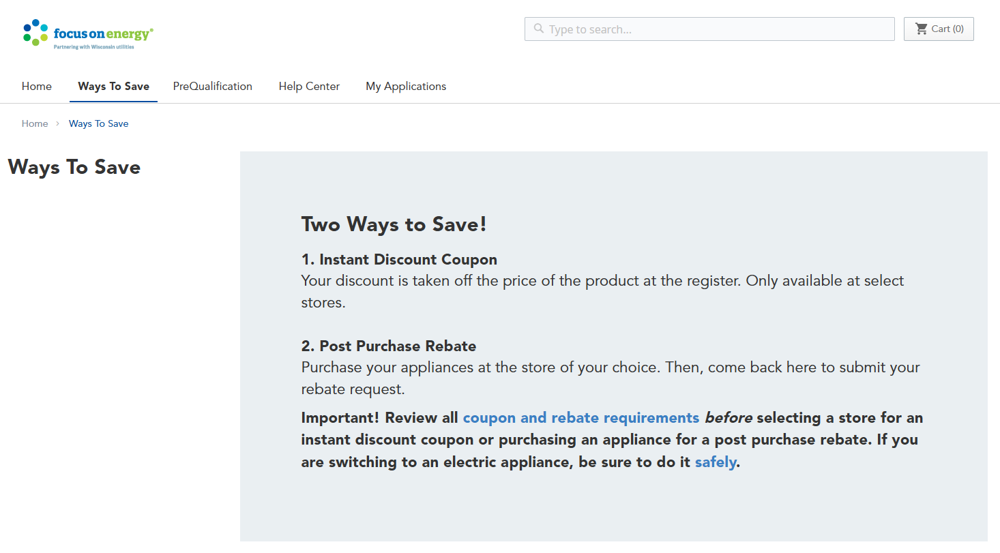 focus on energy®
Partnering with Wisconsin utilities
Type to search...
Cart (0)
Home
Ways To Save
PreQualification
Help Center
My Applications
Home › Ways To Save
Ways To Save
Two Ways to Save!
1. Instant Discount Coupon
Your discount is taken off the price of the product at the register. Only available at select
stores.
2. Post Purchase Rebate
Purchase your appliances at the store of your choice. Then, come back here to submit your
rebate request.
Important! Review all coupon and rebate requirements before selecting a store for an
instant discount coupon or purchasing an appliance for a post purchase rebate. If you
are switching to an electric appliance, be sure to do it safely.